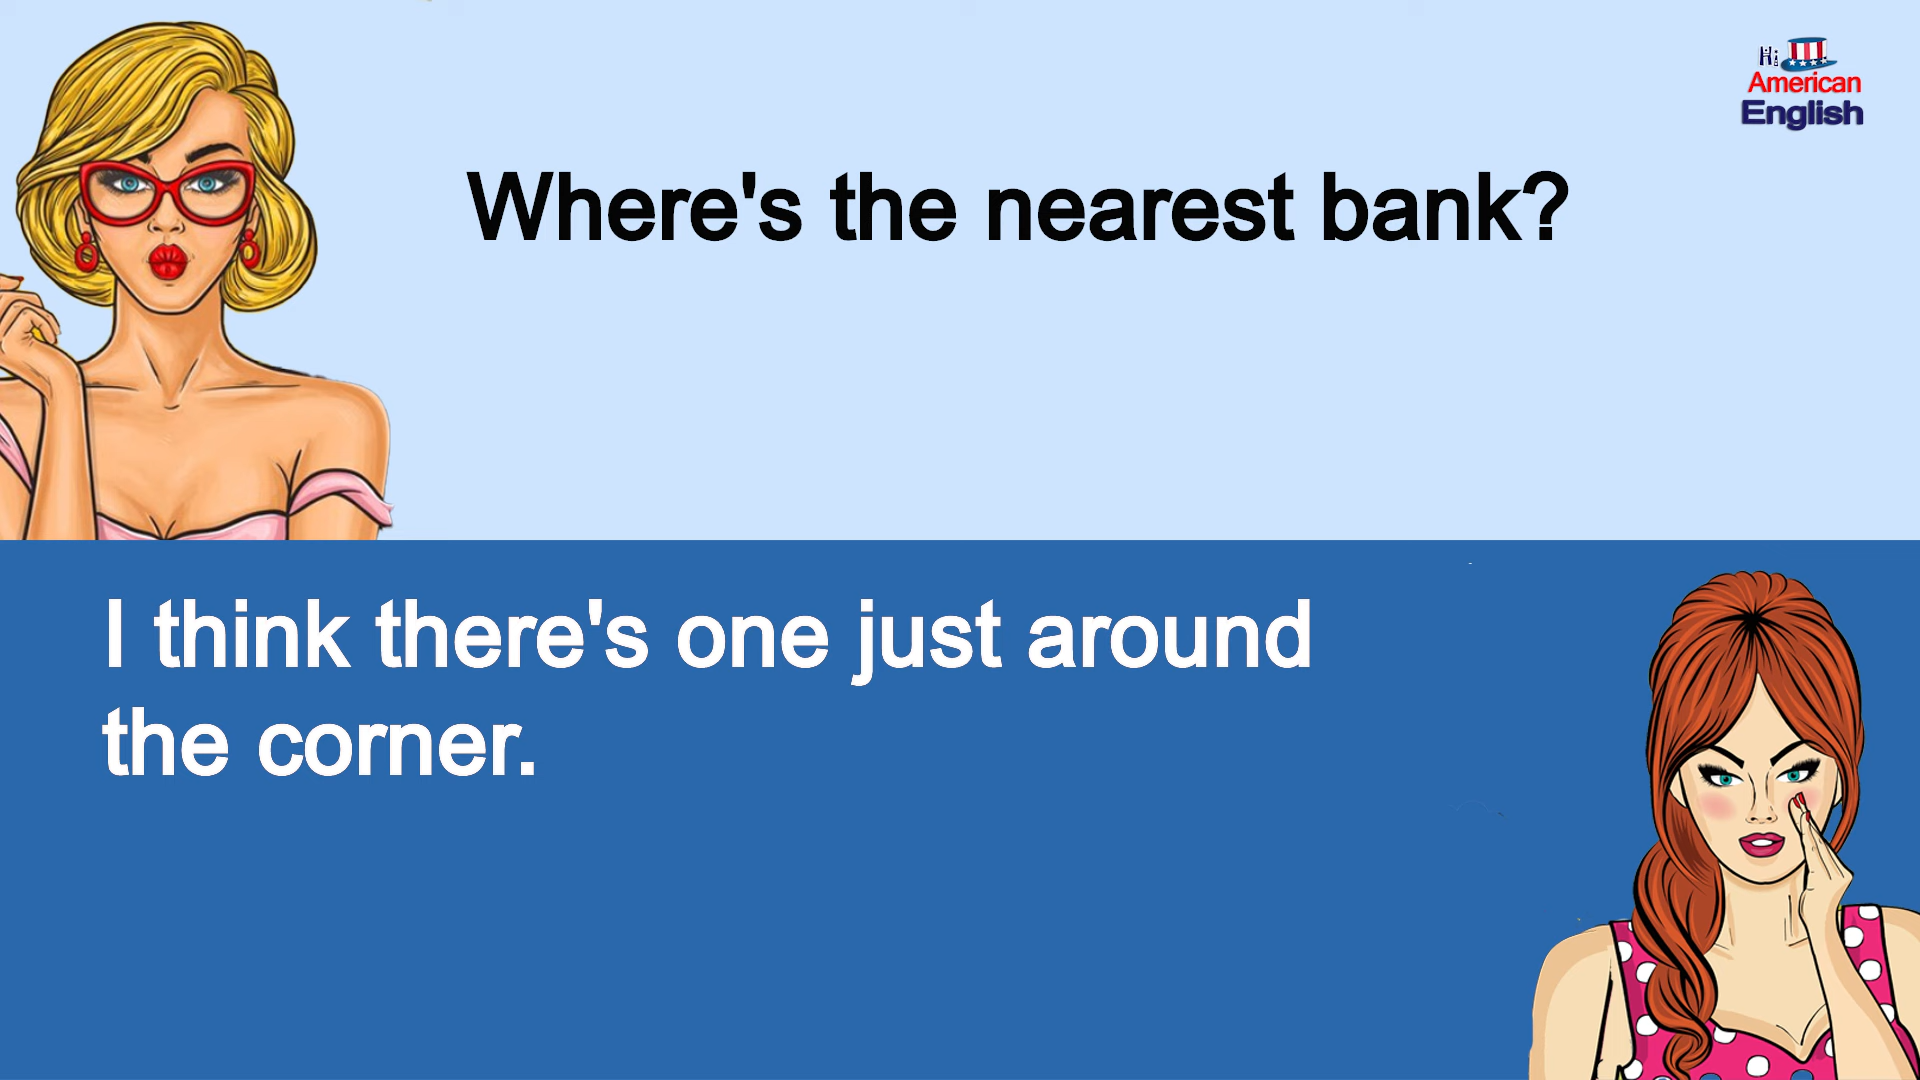 Hi
American
English
Where's the nearest bank?
I think there's one just around
the corner.